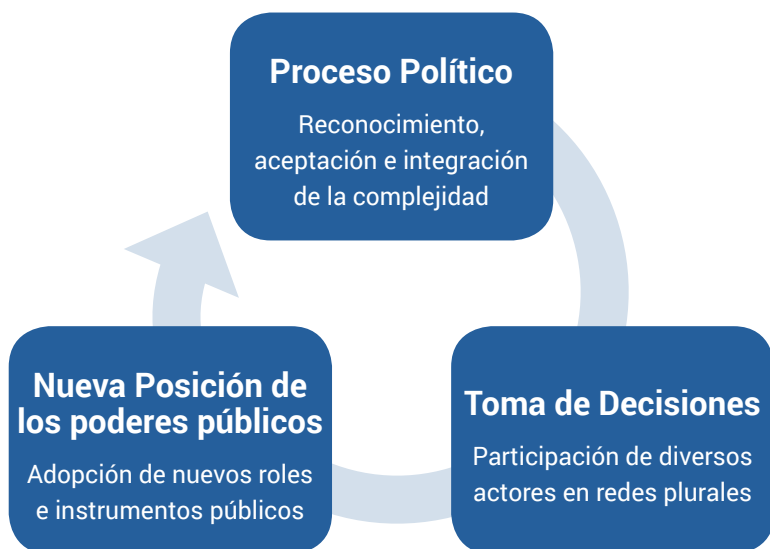 Proceso Político
Reconocimiento,
aceptación e integración
de la complejidad
Nueva Posición de
los poderes públicos
Adopción de nuevos roles
e instrumentos públicos
Toma de Decisiones
Participación de diversos
actores en redes plurales